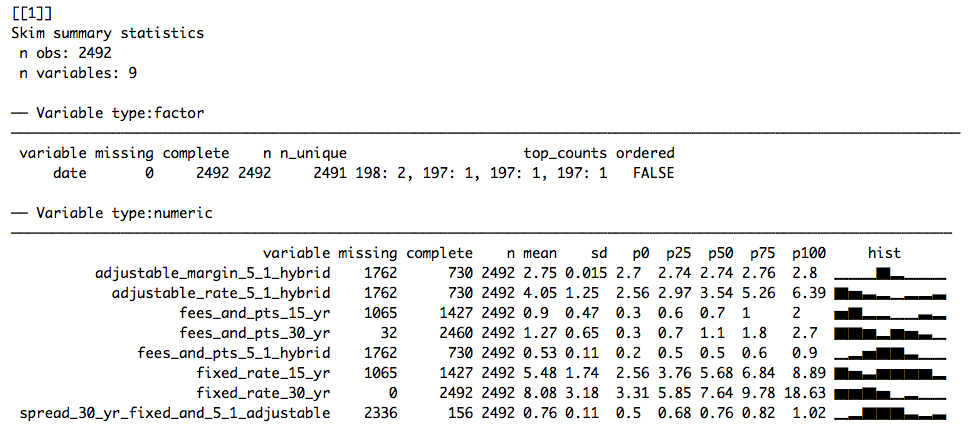 [[1]]
Skim summary statistics
n obs: 2492
n variables: 9
── Variable type:factor
variable missing complete n n_unique top_counts ordered
date 0 2492 2492 2491 198: 2, 197: 1, 197: 1, 197: 1 FALSE
── Variable type:numeric
variable missing complete n mean sd p0 p25 p50 p75 p100 hist
adjustable_margin_5_1_hybrid 1762 730 2492 2.75 0.015 2.7 2.74 2.74 2.76 2.8
adjustable_rate_5_1_hybrid 1762 730 2492 4.05 1.25 2.56 2.97 3.54 5.26 6.39
fees_and_pts_15_yr 1065 1427 2492 0.9 0.47 0.3 0.6 0.7 1 2
fees_and_pts_30_yr 32 2460 2492 1.27 0.65 0.3 0.7 1.1 1.8 2.7
fees_and_pts_5_1_hybrid 1762 730 2492 0.53 0.11 0.2 0.5 0.5 0.6 0.9
fixed_rate_15_yr 1065 1427 2492 5.48 1.74 2.56 3.76 5.68 6.84 8.89
fixed_rate_30_yr 0 2492 2492 8.08 3.18 3.31 5.85 7.64 9.78 18.63
spread_30_yr_fixed_and_5_1_adjustable 2336 156 2492 0.76 0.11 0.5 0.68 0.76 0.82 1.02